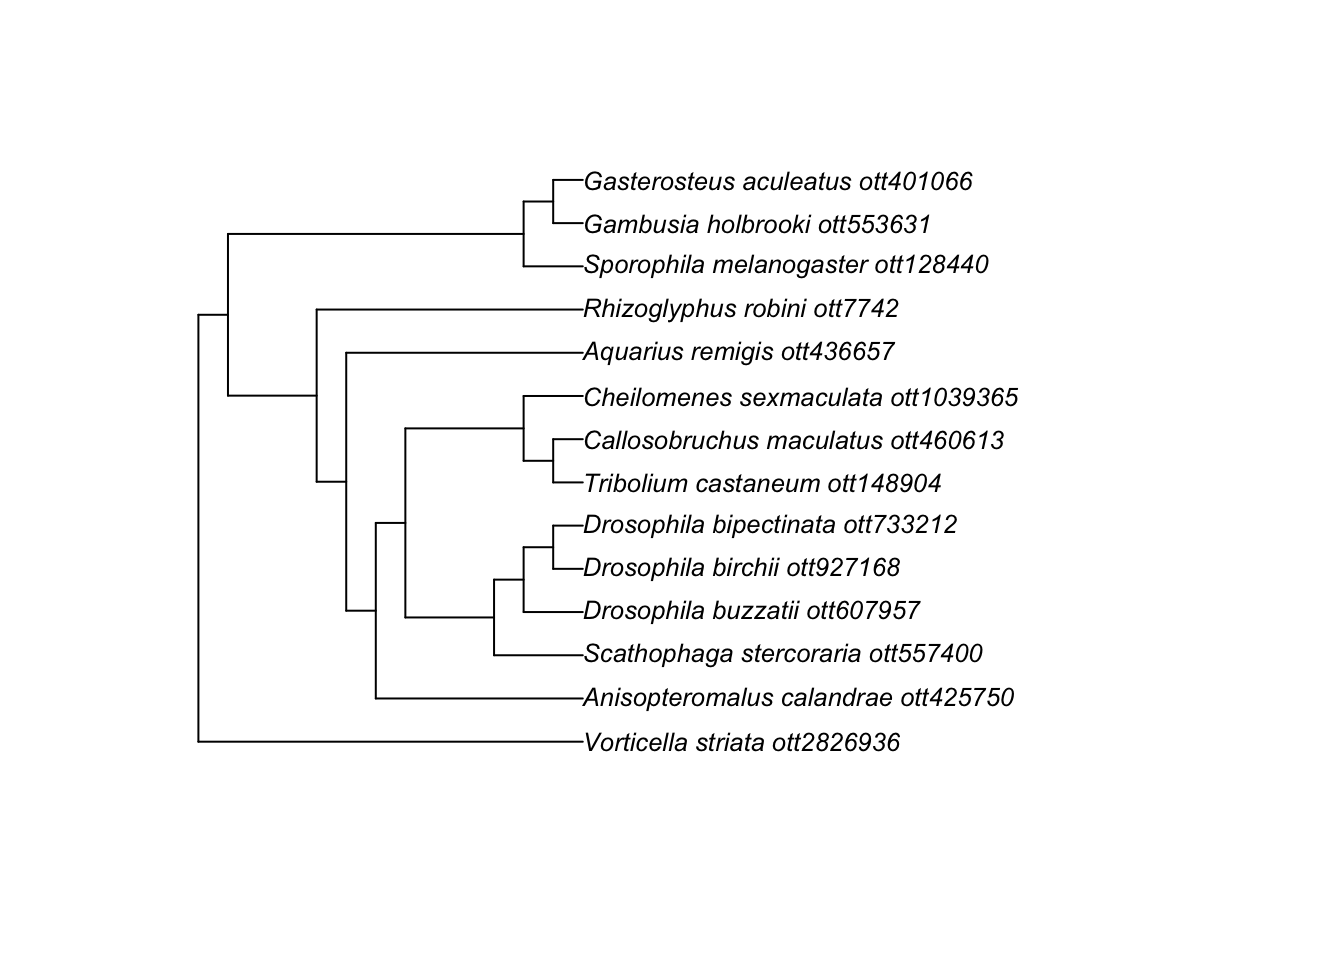 Gasterosteus aculeatus ott401066
Gambusia holbrooki ott553631
Sporophila melanogaster ott128440
Rhizoglyphus robini ott7742
Aquarius remigis ott436657
Cheilomenes sexmaculata ott1039365
Callosobruchus maculatus ott460613
Tribolium castaneum ott148904
Drosophila bipectinata ott733212
Drosophila birchii ott927168
Drosophila buzzatii ott607957
Scathophaga stercoraria ott557400
Anisopteromalus calandrae ott425750
Vorticella striata ott2826936